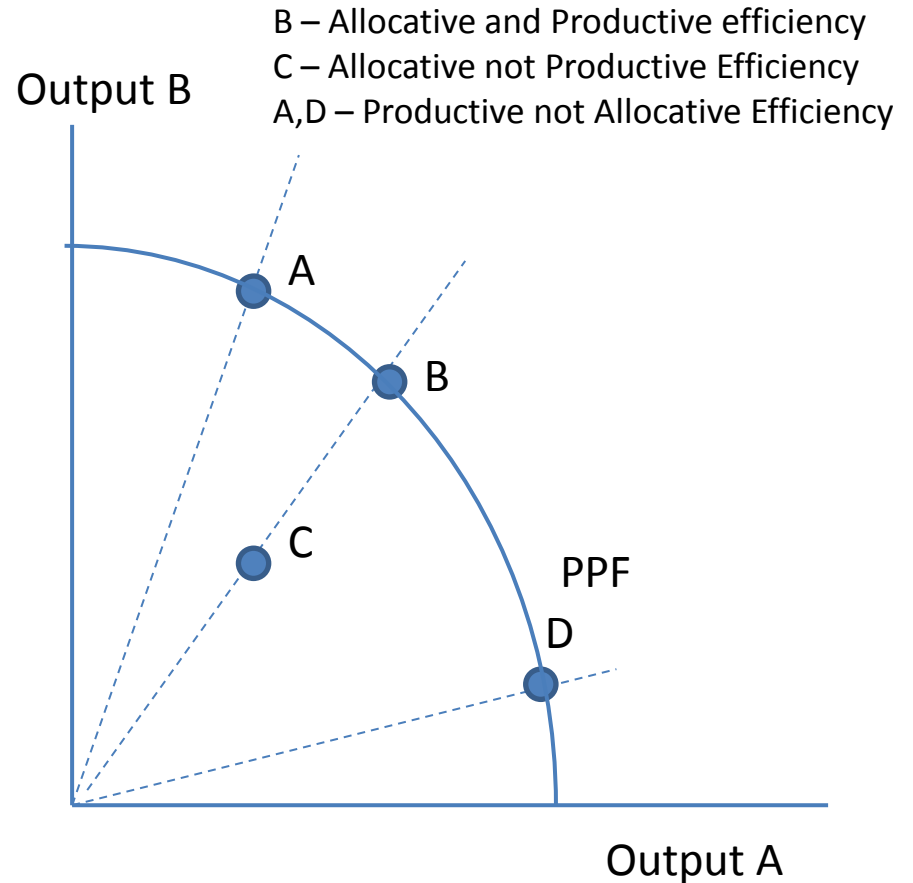 B – Allocative and Productive efficiency
C – Allocative not Productive Efficiency
A,D – Productive not Allocative Efficiency
Output B
A
B
C
PPF
D
Output A